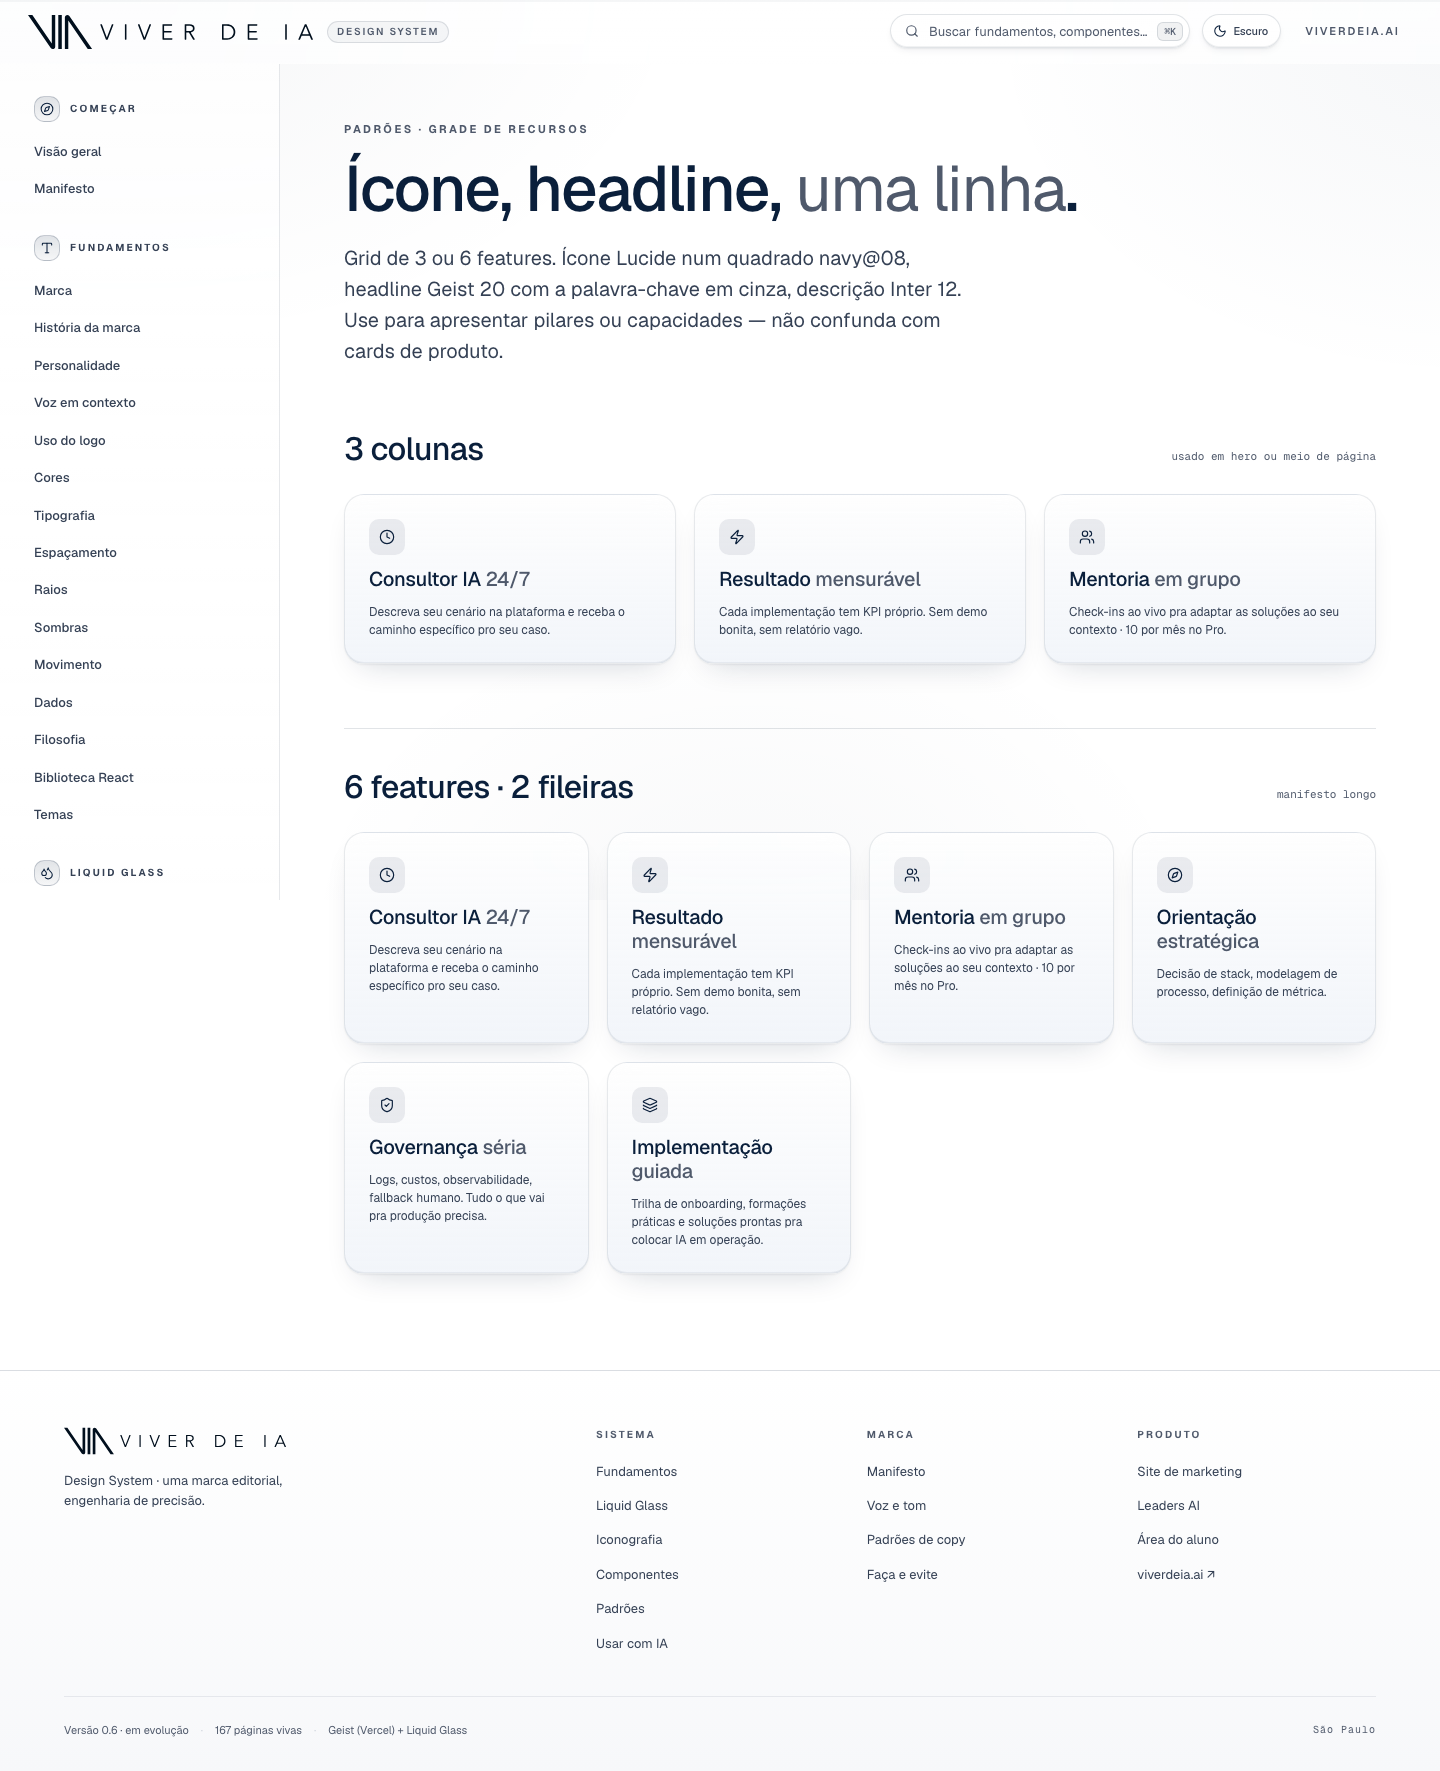 VIVER DE IA DESIGN SYSTEM
Buscar fundamentos, componentes... ⌘K
Escuro
VIVERDEIA.AI
COMEÇAR
Visão geral
Manifesto
FUNDAMENTOS
Marca
História da marca
Personalidade
Voz em contexto
Uso do logo
Cores
Tipografia
Espaçamento
Raios
Sombras
Movimento
Dados
Filosofia
Biblioteca React
Temas
LIQUID GLASS
PADRÕES · GRADE DE RECURSOS
Ícone, headline, uma linha.
Grid de 3 ou 6 features. Ícone Lucide num quadrado navy@08,
headline Geist 20 com a palavra-chave em cinza, descrição Inter 12.
Use para apresentar pilares ou capacidades — não confunda com
cards de produto.
3 colunas
usado em hero ou meio de página
Consultor IA 24/7
Descreva seu cenário na plataforma e receba o
caminho específico pro seu caso.
Resultado mensurável
Cada implementação tem KPI próprio. Sem demo
bonita, sem relatório vago.
Mentoria em grupo
Check-ins ao vivo pra adaptar as soluções ao seu
contexto · 10 por mês no Pro.
6 features · 2 fileiras
manifesto longo
Consultor IA 24/7
Descreva seu cenário na
plataforma e receba o caminho
específico pro seu caso.
Resultado
mensurável
Cada implementação tem KPI
próprio. Sem demo bonita, sem
relatório vago.
Mentoria em grupo
Check-ins ao vivo pra adaptar as
soluções ao seu contexto · 10 por
mês no Pro.
Orientação
estratégica
Decisão de stack, modelagem de
processo, definição de métrica.
Governança séria
Logs, custos, observabilidade,
fallback humano. Tudo o que vai
pra produção precisa.
Implementação
guiada
Trilha de onboarding, formações
práticas e soluções prontas pra
colocar IA em operação.
VIVER DE IA
Design System · uma marca editorial,
engenharia de precisão.
SISTEMA
Fundamentos
Liquid Glass
Iconografia
Componentes
Padrões
Usar com IA
MARCA
Manifesto
Voz e tom
Padrões de copy
Faça e evite
PRODUTO
Site de marketing
Leaders AI
Área do aluno
viverdeia.ai ↗
Versão 0.6 · em evolução · 167 páginas vivas · Geist (Vercel) + Liquid Glass
São Paulo